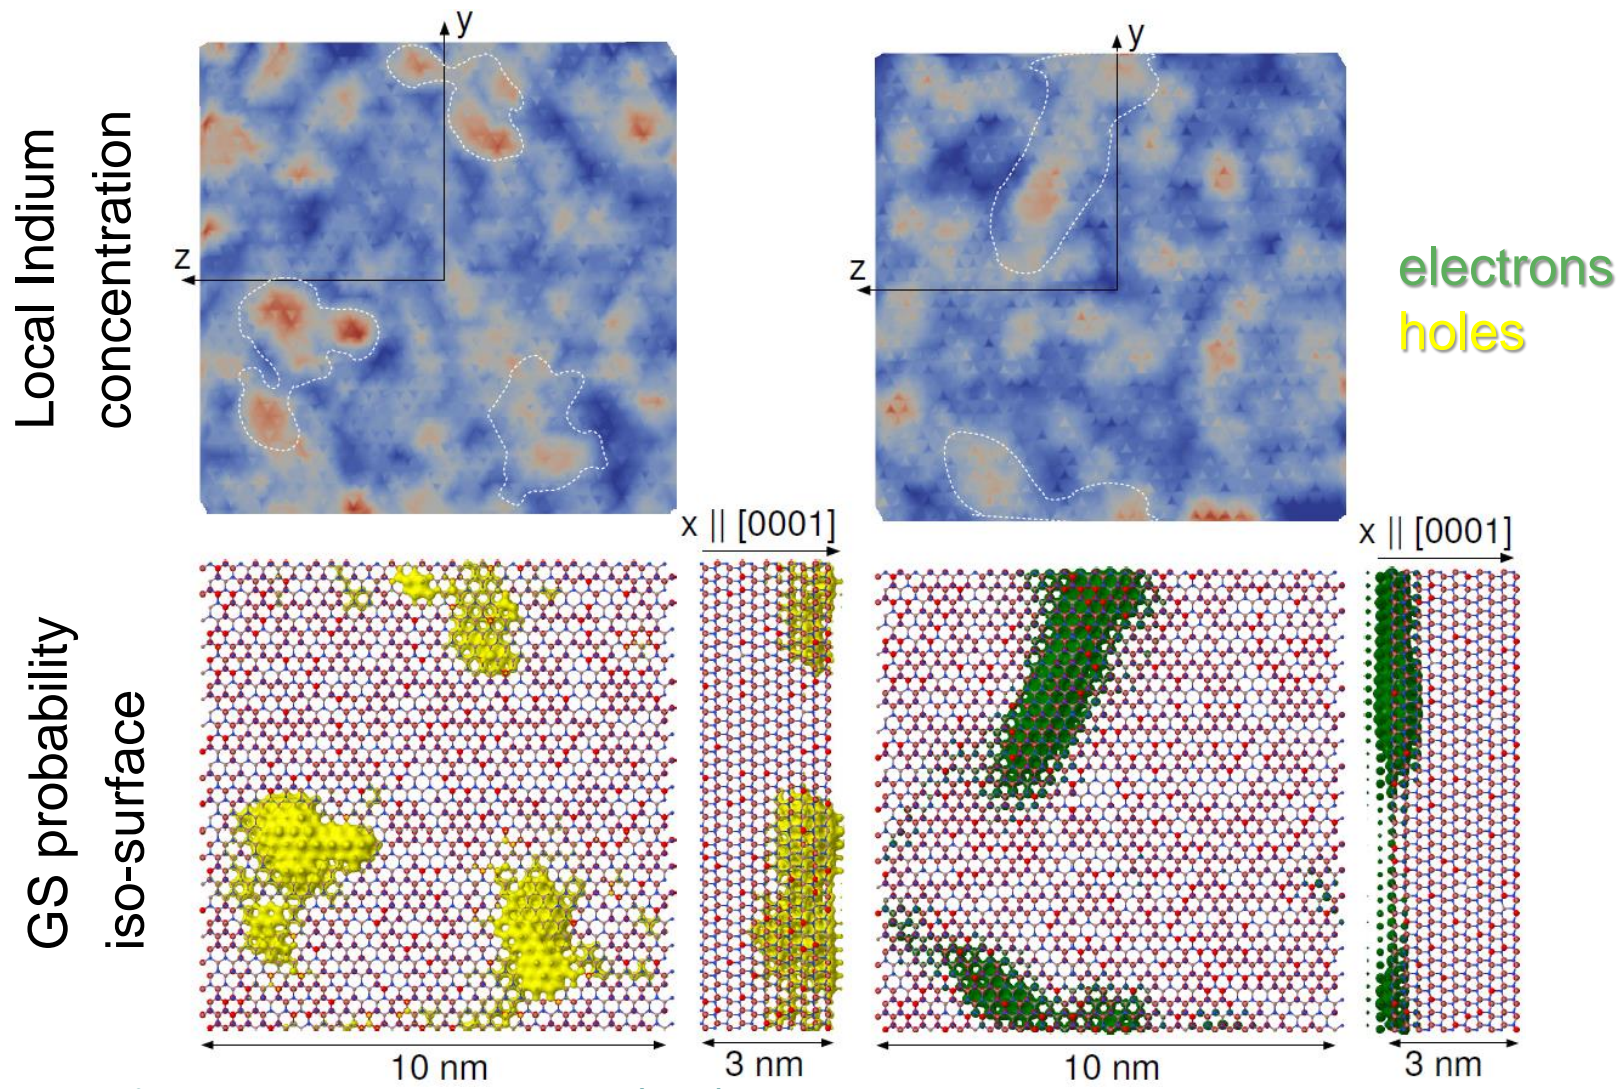 Local Indium
concentration
y
z
y
z
electrons
holes
GS probability
iso-surface
x || [0001]
x || [0001]
10 nm
3 nm
10 nm
3 nm